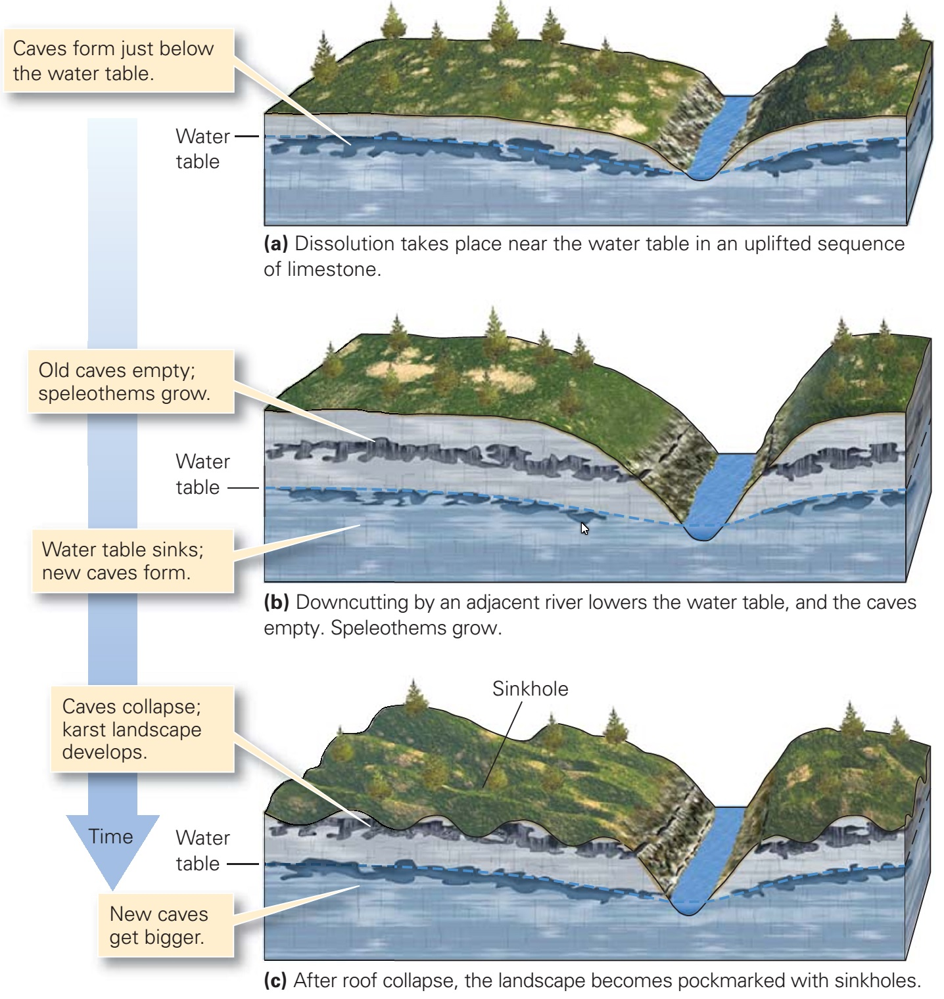 Caves form just below
the water table.
Water
table
(a) Dissolution takes place near the water table in an uplifted sequence
of limestone.
Old caves empty;
speleothems grow.
Water
table
Water table sinks;
new caves form.
(b) Downcutting by an adjacent river lowers the water table, and the caves
empty. Speleothems grow.
Sinkhole
Caves collapse;
karst landscape
develops.
Time
Water
table
New caves
get bigger.
(c) After roof collapse, the landscape becomes pockmarked with sinkholes.